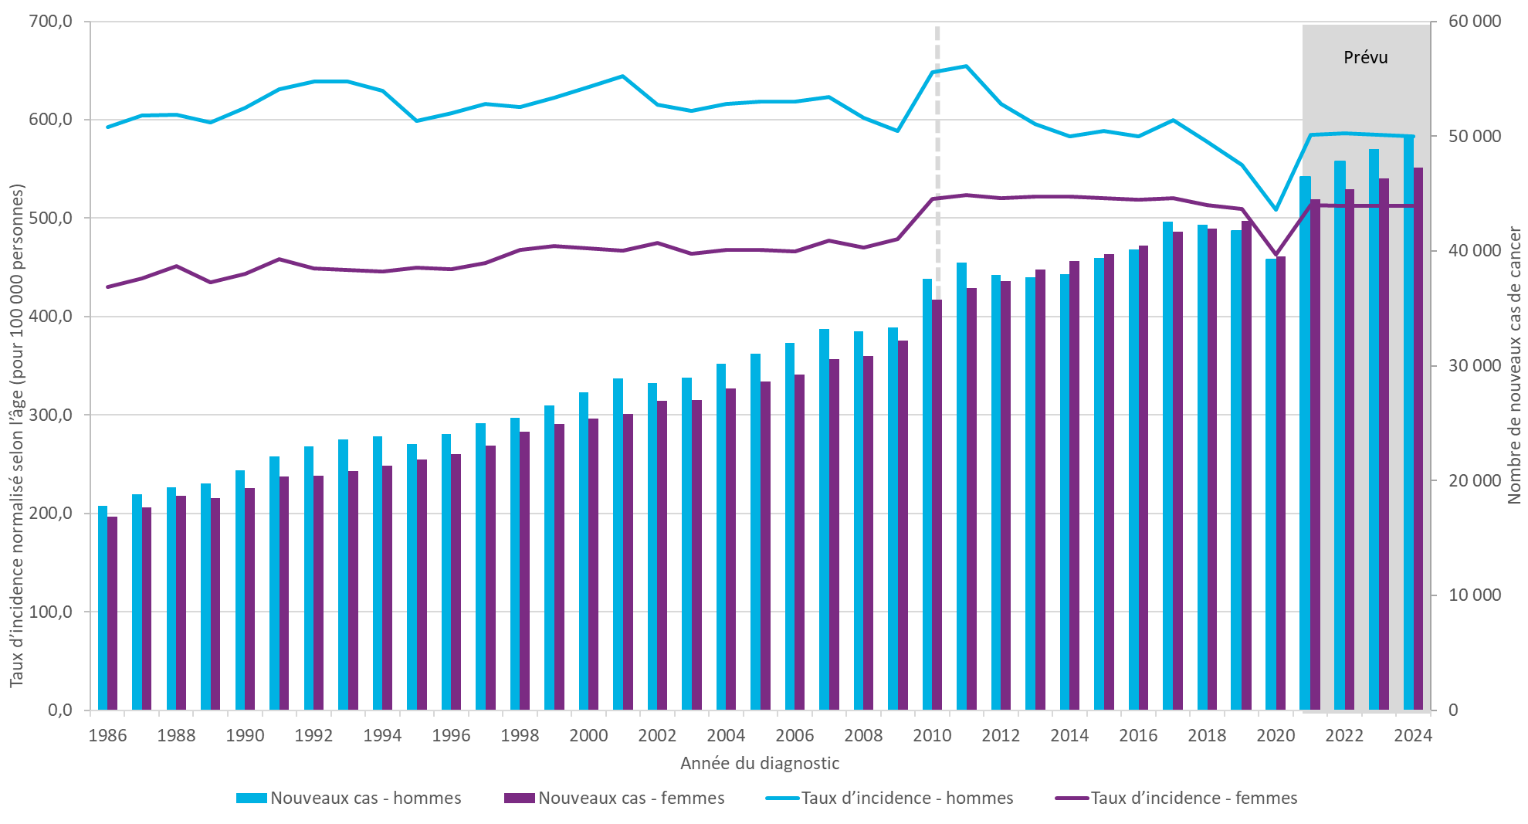 700,0
600,0
500,0
400,0
300,0
200,0
100,0
0,0
Taux d’incidence normalisé selon l’âge (pour 100 000 personnes)
Prévu
60 000
50 000
40 000
30 000
20 000
10 000
0
Nombre de nouveaux cas de cancer
1986 1988 1990 1992 1994 1996 1998 2000 2002 2004 2006 2008 2010 2012 2014 2016 2018 2020 2022 2024
Année du diagnostic
Nouveaux cas - hommes Nouveaux cas - femmes Taux d’incidence - hommes Taux d’incidence - femmes